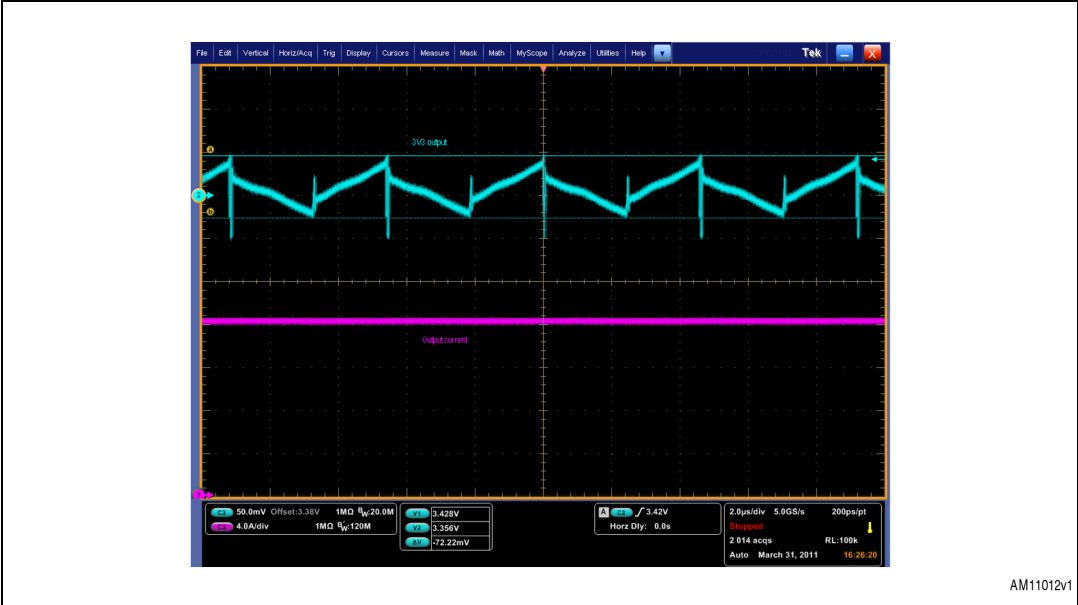 File Edit Vertical Horiz/Acq Trig Display Cursors Measure Mask Math MyScope Analyze Utilities Help Tek X
3V3 output
a
2
b
Output current
3
C2 50.0mV Offset:3.38V 1MΩ BW:20.0M
C3 4.0A/div 1MΩ BW:120M
V1 3.428V
V2 3.356V
ΔV -72.22mV
A C2 3.42V
Horz Dly: 0.0s
2.0µs/div 5.0GS/s 200ps/pt
Stopped
2 014 acqs RL:100k
Auto March 31, 2011 16:26:20
AM11012v1